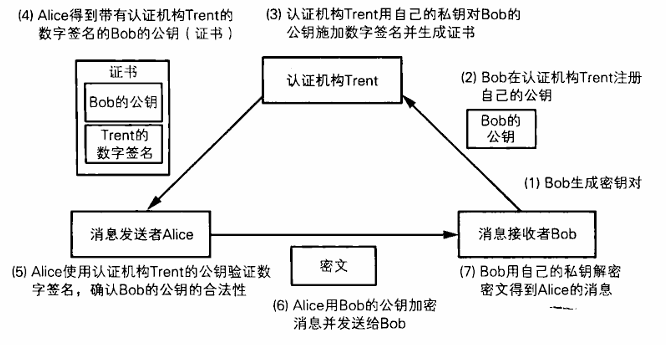 (4) Alice得到带有认证机构Trent的
数字签名的Bob的公钥（证书）
(3) 认证机构Trent用自己的私钥对Bob的
公钥施加数字签名并生成证书
证书
Bob的公钥
Trent的
数字签名
认证机构Trent
(2) Bob在认证机构Trent注册
自己的公钥
Bob的
公钥
(1) Bob生成密钥对
消息发送者Alice
消息接收者Bob
(5) Alice使用认证机构Trent的公钥验证数
字签名，确认Bob的公钥的合法性
密文
(7) Bob用自己的私钥解密
密文得到Alice的消息
(6) Alice用Bob的公钥加密
消息并发送给Bob